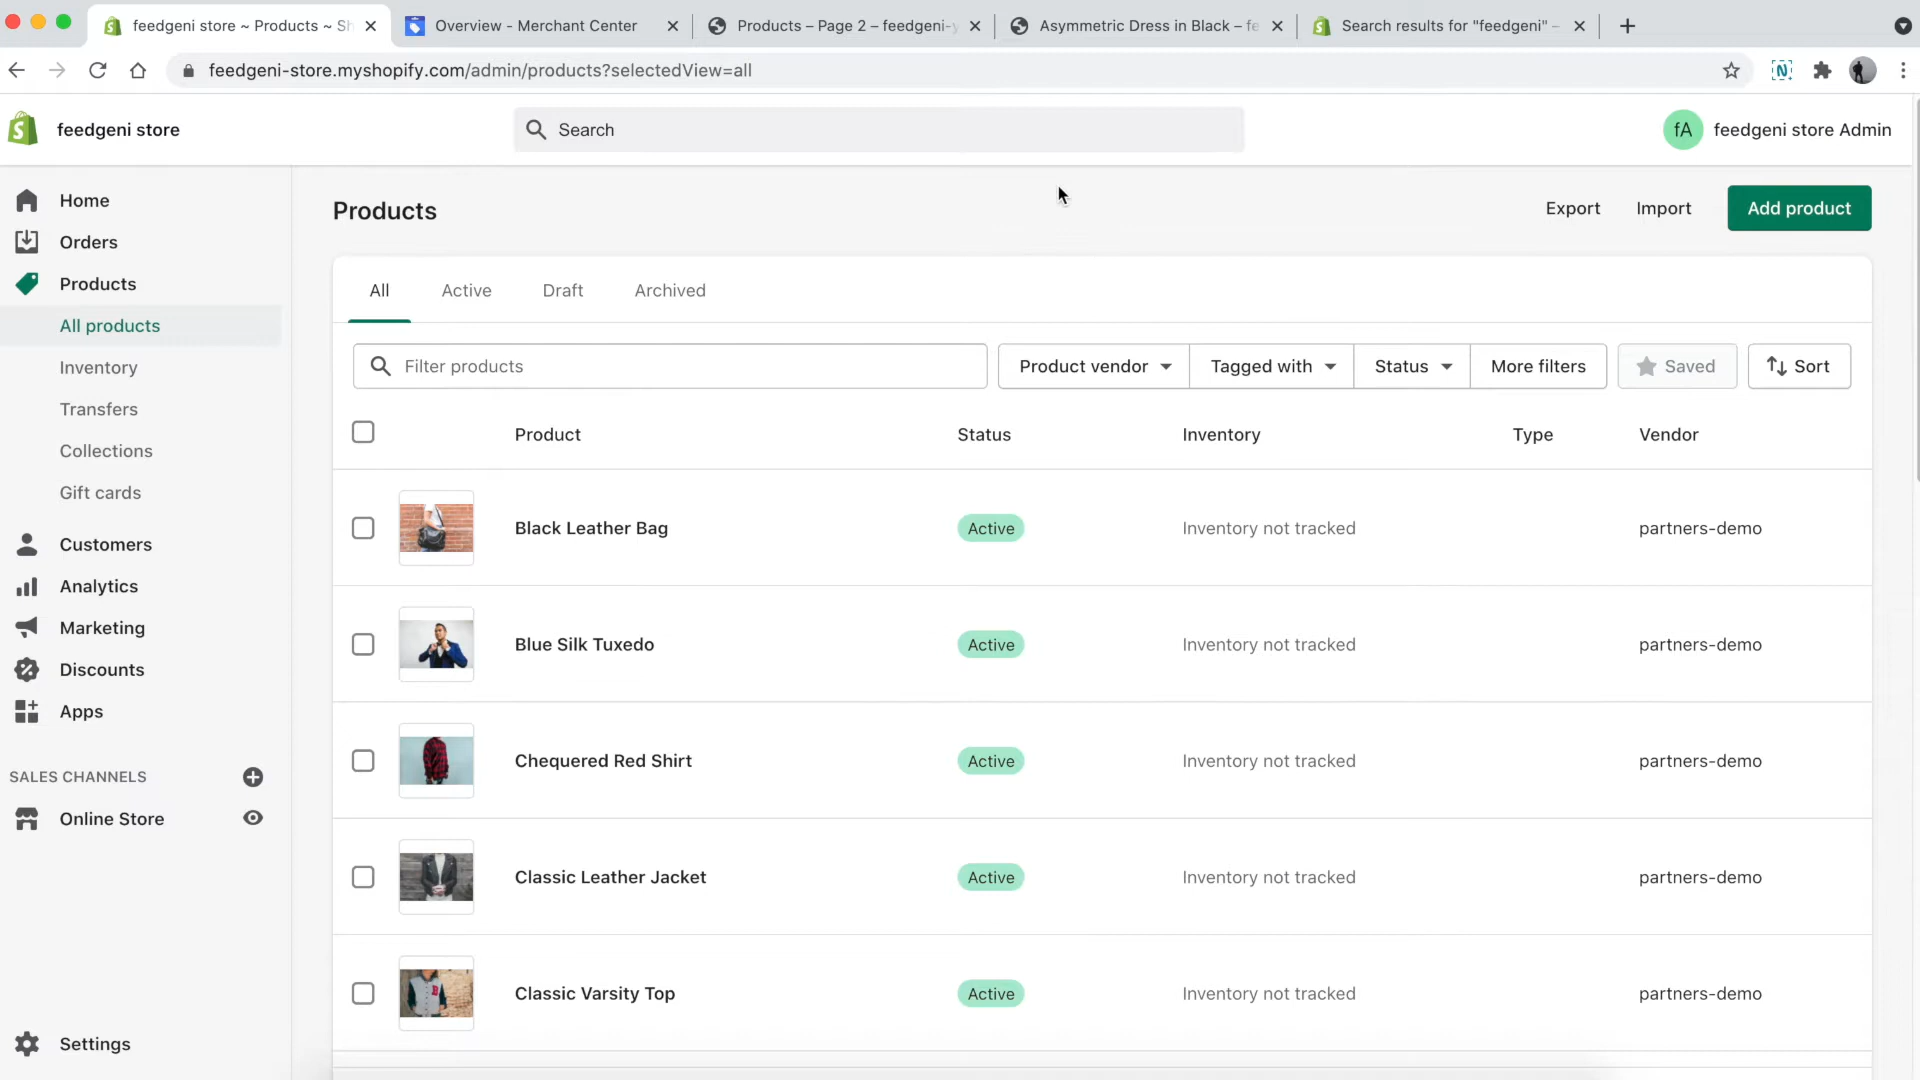 feedgeni store ~ Products ~ Sh
Overview - Merchant Center
Products – Page 2 – feedgeni-y
Asymmetric Dress in Black – fe
Search results for "feedgeni" –
feedgeni-store.myshopify.com/admin/products?selectedView=all
feedgeni store
Search
fA
feedgeni store Admin
Home
Orders
Products
All products
Inventory
Transfers
Collections
Gift cards
Customers
Analytics
Marketing
Discounts
Apps
SALES CHANNELS
Online Store
Settings
Products
Export
Import
Add product
All
Active
Draft
Archived
Filter products
Product vendor
Tagged with
Status
More filters
Saved
Sort
Product Status Inventory Type Vendor
Black Leather Bag Active Inventory not tracked partners-demo
Blue Silk Tuxedo Active Inventory not tracked partners-demo
Chequered Red Shirt Active Inventory not tracked partners-demo
Classic Leather Jacket Active Inventory not tracked partners-demo
Classic Varsity Top Active Inventory not tracked partners-demo